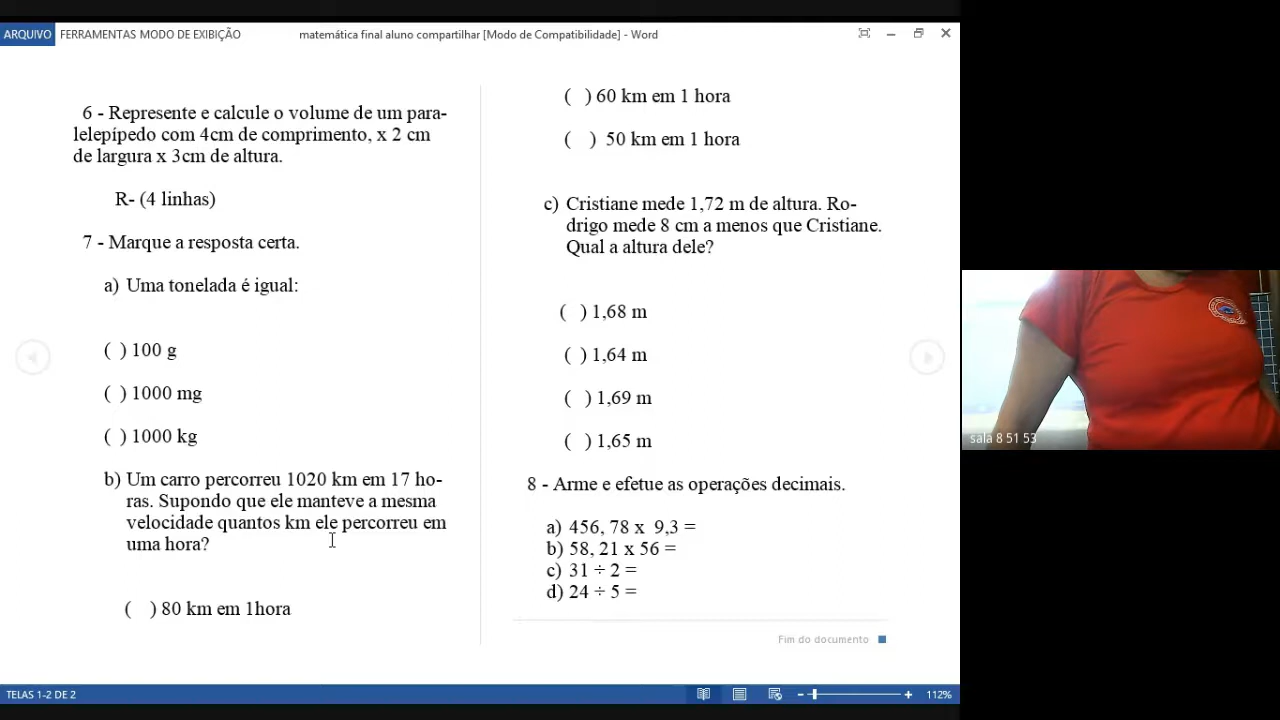 ARQUIVO FERRAMENTAS MODO DE EXIBIÇÃO matemática final aluno compartilhar [Modo de Compatibilidade] - Word
6 - Represente e calcule o volume de um para-
lelepípedo com 4cm de comprimento, x 2 cm
de largura x 3cm de altura.
R- (4 linhas)
7 - Marque a resposta certa.
a) Uma tonelada é igual:
( ) 100 g
( ) 1000 mg
( ) 1000 kg
b) Um carro percorreu 1020 km em 17 ho-
ras. Supondo que ele manteve a mesma
velocidade quantos km ele percorreu em
uma hora?
( ) 80 km em 1hora
( ) 60 km em 1 hora
( ) 50 km em 1 hora
c) Cristiane mede 1,72 m de altura. Ro-
drigo mede 8 cm a menos que Cristiane.
Qual a altura dele?
( ) 1,68 m
( ) 1,64 m
( ) 1,69 m
( ) 1,65 m
8 - Arme e efetue as operações decimais.
a) 456, 78 x 9,3 =
b) 58, 21 x 56 =
c) 31 ÷ 2 =
d) 24 ÷ 5 =
Fim do documento
sala 8 51 53
TELAS 1-2 DE 2
112%